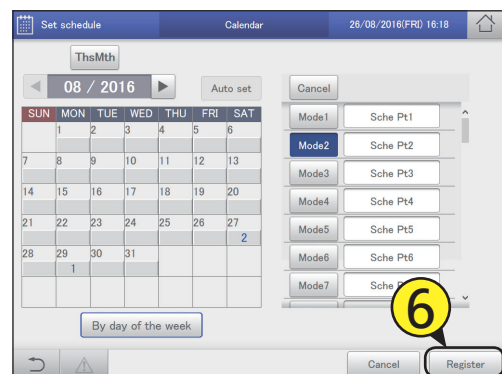 Set schedule Calendar 26/08/2016(FRI) 16:18
ThsMth
08 / 2016 Auto set Cancel
SUN MON TUE WED THU FRI SAT
1 2 3 4 5 6
7 8 9 10 11 12 13
14 15 16 17 18 19 20
21 22 23 24 25 26 27
2
28 29 30 31
1
By day of the week
Mode1 Sche Pt1
Mode2 Sche Pt2
Mode3 Sche Pt3
Mode4 Sche Pt4
Mode5 Sche Pt5
Mode6 Sche Pt6
Mode7 Sche
6
Cancel Register